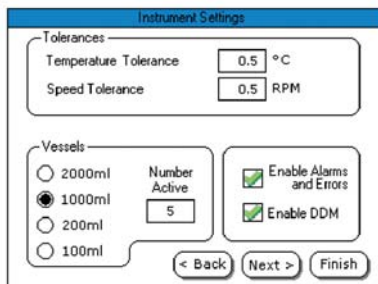 Instrument Settings
Tolerances
Temperature Tolerance 0.5 °C
Speed Tolerance 0.5 RPM
Vessels
2000ml
1000ml
200ml
100ml
Number
Active
5
Enable Alarms
and Errors
Enable DDM
< Back Next > Finish